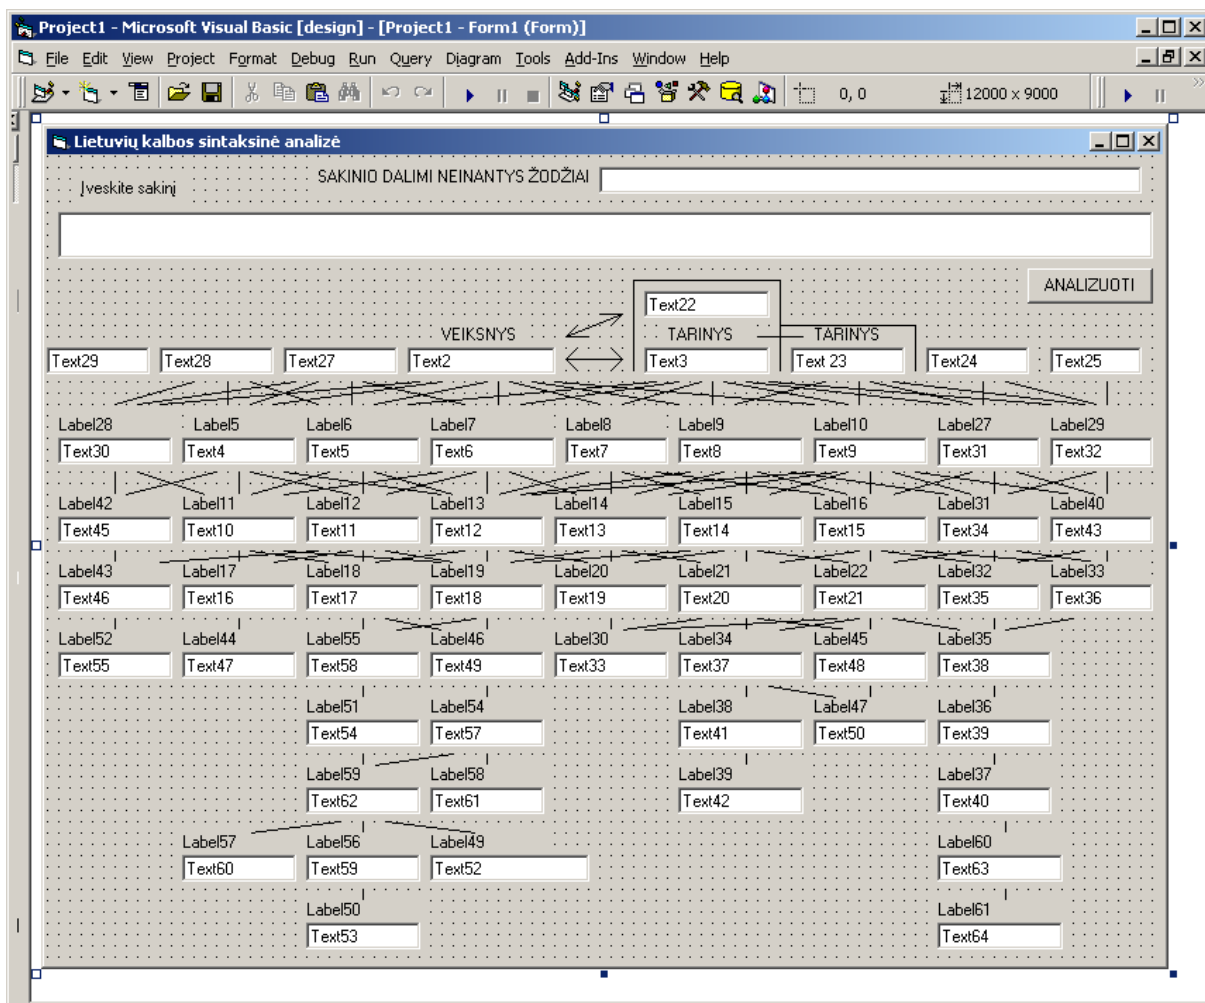 Project1 - Microsoft Visual Basic [design] - [Project1 - Form1 (Form)]
File Edit View Project Format Debug Run Query Diagram Tools Add-Ins Window Help
0, 0 12000 x 9000
Lietuvių kalbos sintaksinė analizė
Įveskite sakinį SAKINIO DALIMI NEINANTYS ŽODŽIAI
ANALIZUOTI
Text22
VEIKSNYS TARINYS TARINYS
Text29 Text28 Text27 Text2 Text3 Text 23 Text24 Text25
Label28 Label5 Label6 Label7 Label8 Label9 Label10 Label27 Label29
Text30 Text4 Text5 Text6 Text7 Text8 Text9 Text31 Text32
Label42 Label11 Label12 Label13 Label14 Label15 Label16 Label31 Label40
Text45 Text10 Text11 Text12 Text13 Text14 Text15 Text34 Text43
Label43 Label17 Label18 Label19 Label20 Label21 Label22 Label32 Label33
Text46 Text16 Text17 Text18 Text19 Text20 Text21 Text35 Text36
Label52 Label44 Label55 Label46 Label30 Label34 Label45 Label35
Text55 Text47 Text58 Text49 Text33 Text37 Text48 Text38
Label51 Label54 Label38 Label47 Label36
Text54 Text57 Text41 Text50 Text39
Label59 Label58 Label39 Label37
Text62 Text61 Text42 Text40
Label57 Label56 Label49 Label60
Text60 Text59 Text52 Text63
Label50 Label61
Text53 Text64